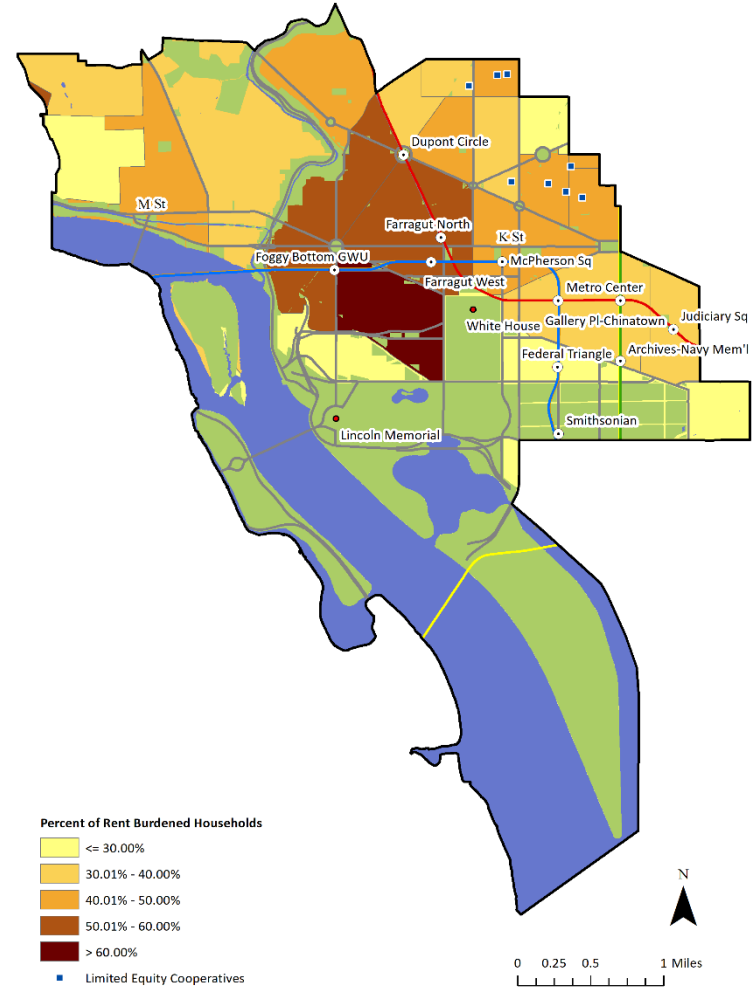 Dupont Circle
M St
Farragut North
K St
Foggy Bottom GWU
McPherson Sq
Farragut West
Metro Center
White House
Gallery Pl-Chinatown
Judiciary Sq
Federal Triangle
Archives-Navy Mem'l
Smithsonian
Lincoln Memorial
Percent of Rent Burdened Households
<= 30.00%
30.01% - 40.00%
40.01% - 50.00%
50.01% - 60.00%
> 60.00%
Limited Equity Cooperatives
N
0 0.25 0.5 1 Miles